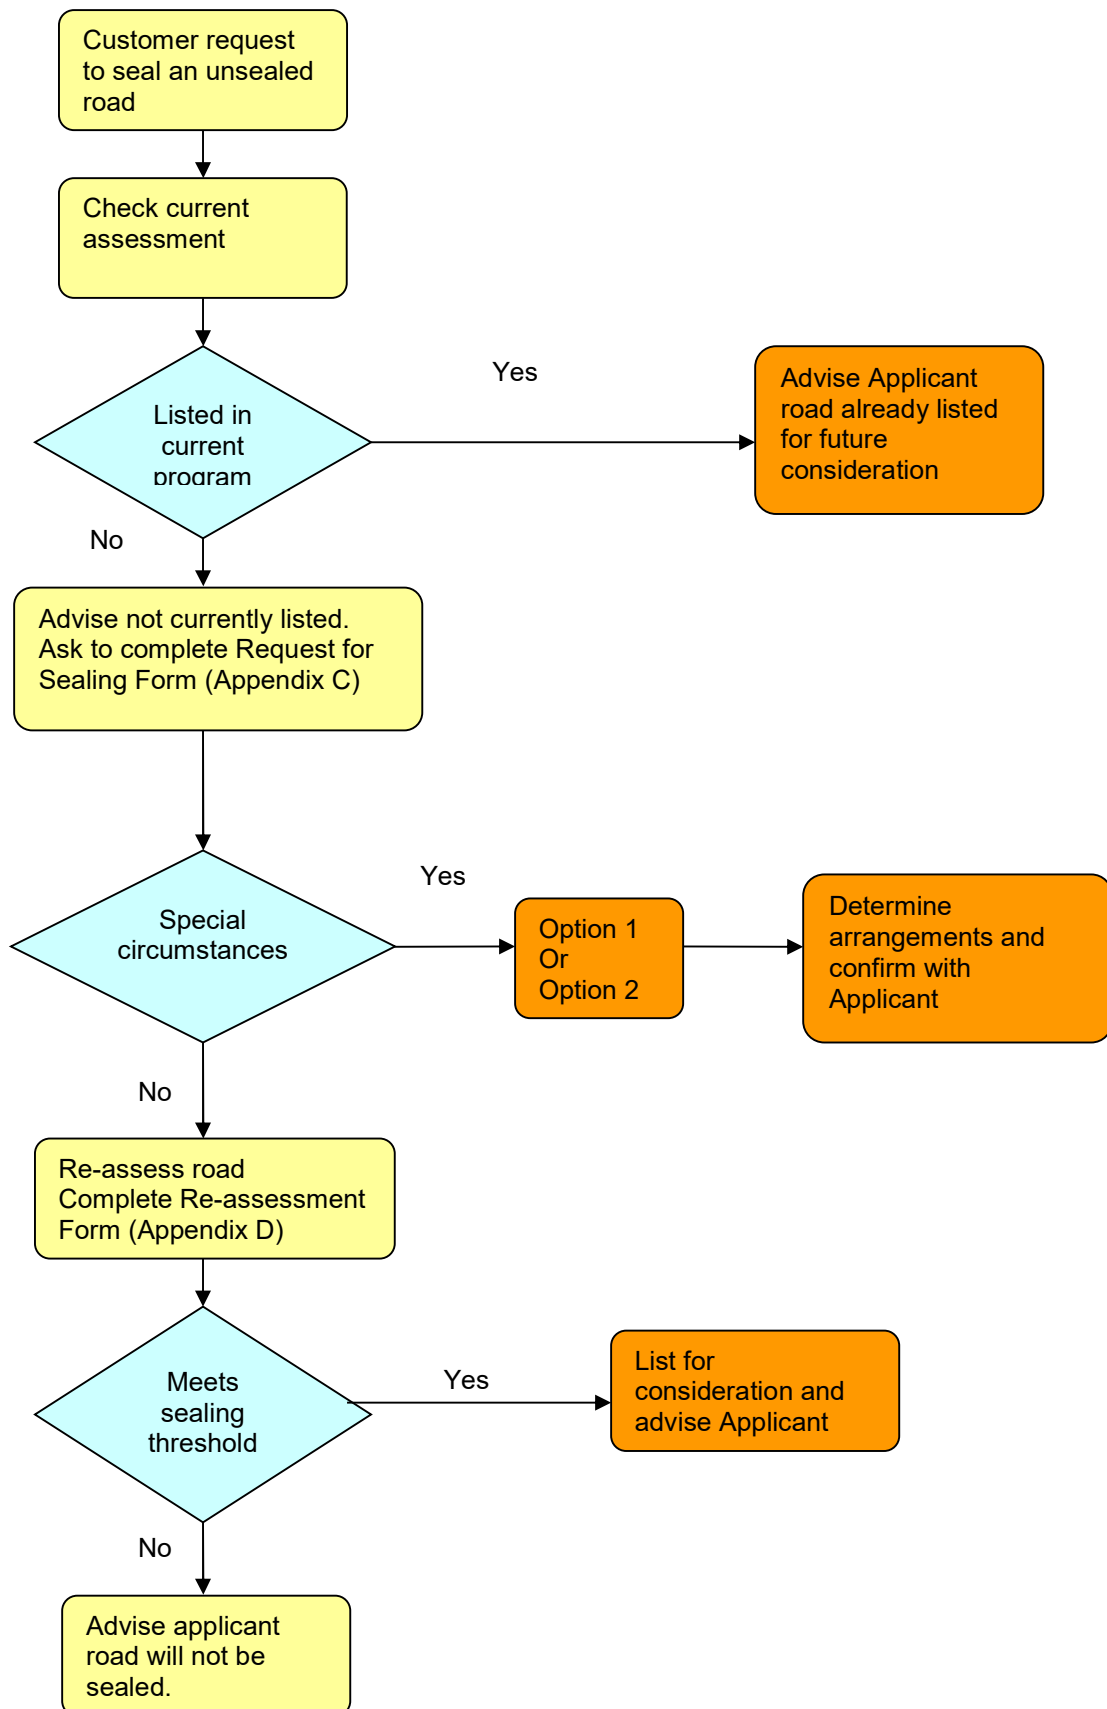 Customer request
to seal an unsealed
road
Check current
assessment
Listed in
current
program
Yes
Advise Applicant
road already listed
for future
consideration
No
Advise not currently listed.
Ask to complete Request for
Sealing Form (Appendix C)
Special
circumstances
Yes
Option 1
Or
Option 2
Determine
arrangements and
confirm with
Applicant
No
Re-assess road
Complete Re-assessment
Form (Appendix D)
Meets
sealing
threshold
Yes
List for
consideration and
advise Applicant
No
Advise applicant
road will not be
sealed.